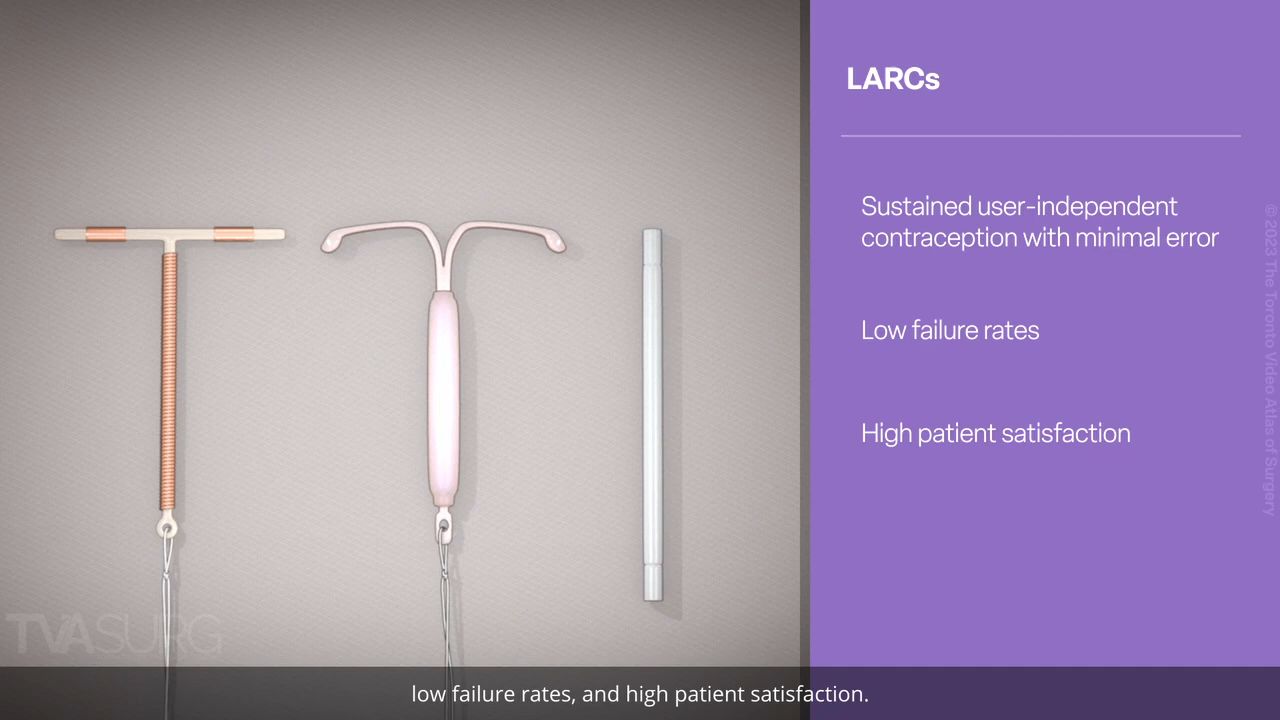 LARCs
Sustained user-independent
contraception with minimal error
Low failure rates
High patient satisfaction
© 2023 The Toronto Video Atlas of Surgery
TVASURG
low failure rates, and high patient satisfaction.